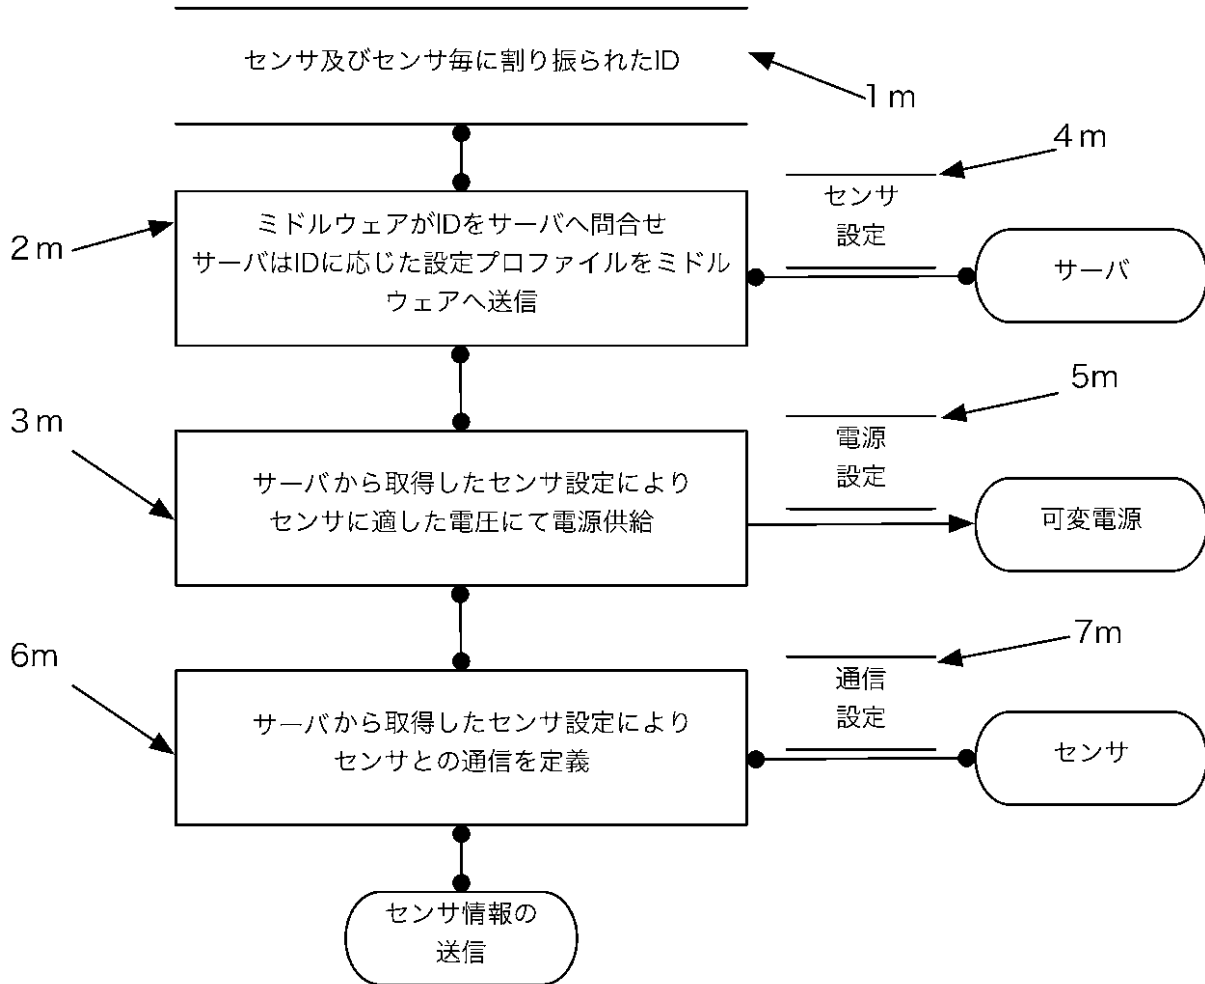 センサ及びセンサ毎に割り振られたID
1m
4m
センサ
設定
2m
ミドルウェアがIDをサーバへ問合せ
サーバはIDに応じた設定プロファイルをミドル
ウェアへ送信
サーバ
5m
3m
電源
設定
サーバから取得したセンサ設定により
センサに適した電圧にて電源供給
可変電源
7m
6m
通信
設定
サーバから取得したセンサ設定により
センサとの通信を定義
センサ
センサ情報の
送信